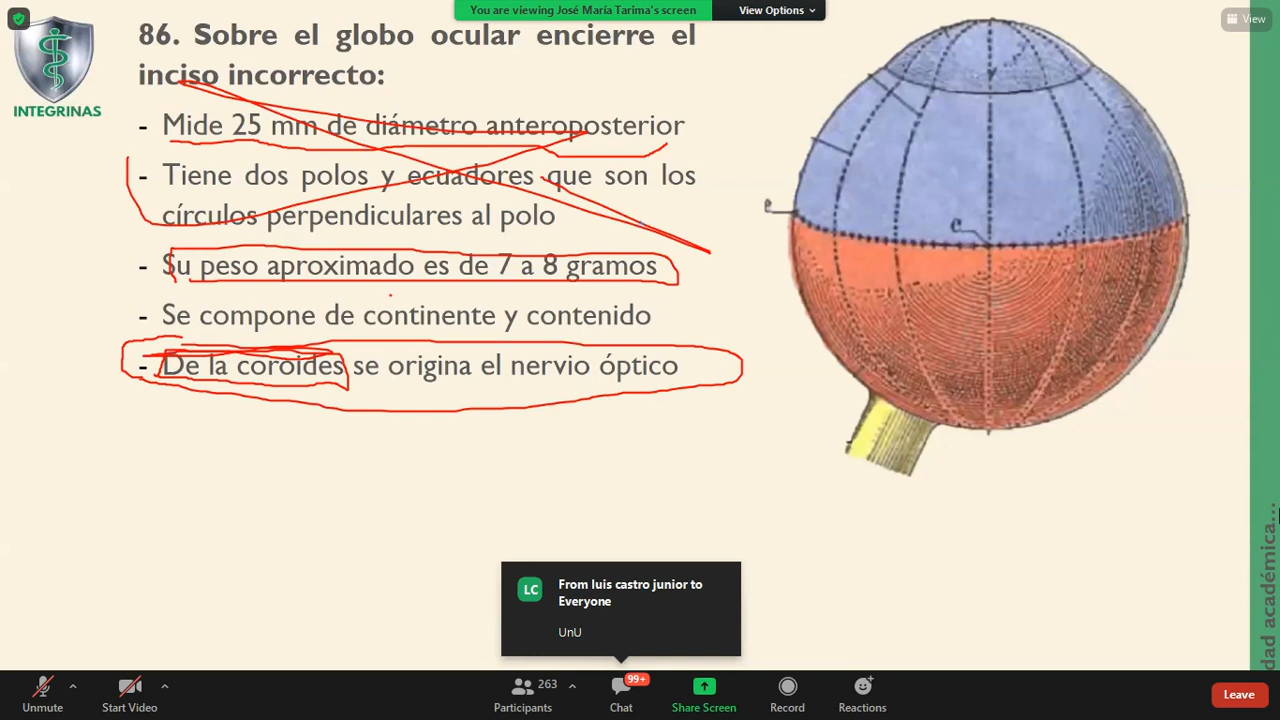 You are viewing José María Tarima's screen
View Options
View
INTEGRINAS
86. Sobre el globo ocular encierre el
inciso incorrecto:
- Mide 25 mm de diámetro anteroposterior
- Tiene dos polos y ecuadores que son los
círculos perpendiculares al polo
- Su peso aproximado es de 7 a 8 gramos
- Se compone de continente y contenido
- De la coroides se origina el nervio óptico
e
e
dad académica...
LC
From luis castro junior to
Everyone
UnU
Unmute
Start Video
263
Participants
99+
Chat
Share Screen
Record
Reactions
Leave